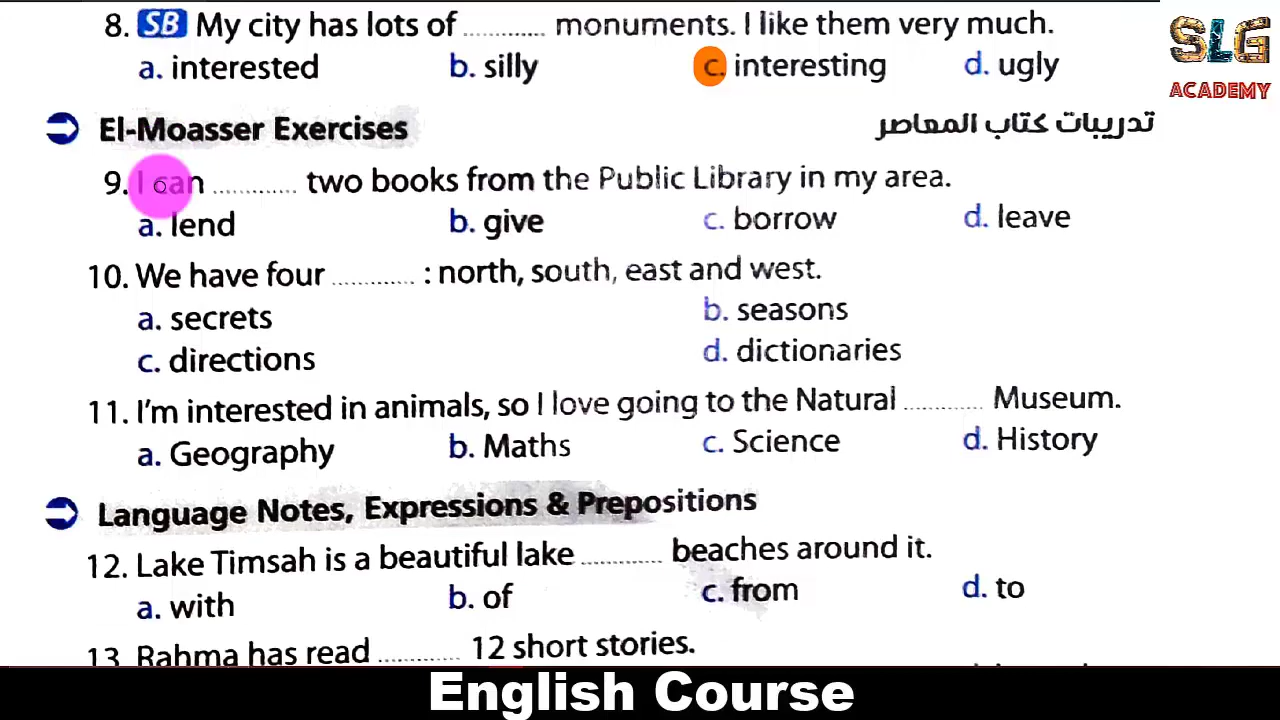 8. SB My city has lots of ............ monuments. I like them very much.
a. interested b. silly c. interesting d. ugly
SLG
ACADEMY
El-Moasser Exercises تدريبات كتاب المعاصر
9. I can ............ two books from the Public Library in my area.
a. lend b. give c. borrow d. leave
10. We have four ............ : north, south, east and west.
a. secrets b. seasons
c. directions d. dictionaries
11. I'm interested in animals, so I love going to the Natural ............ Museum.
a. Geography b. Maths c. Science d. History
Language Notes, Expressions & Prepositions
12. Lake Timsah is a beautiful lake ............ beaches around it.
a. with b. of c. from d. to
13. Rahma has read ............ 12 short stories.
English Course